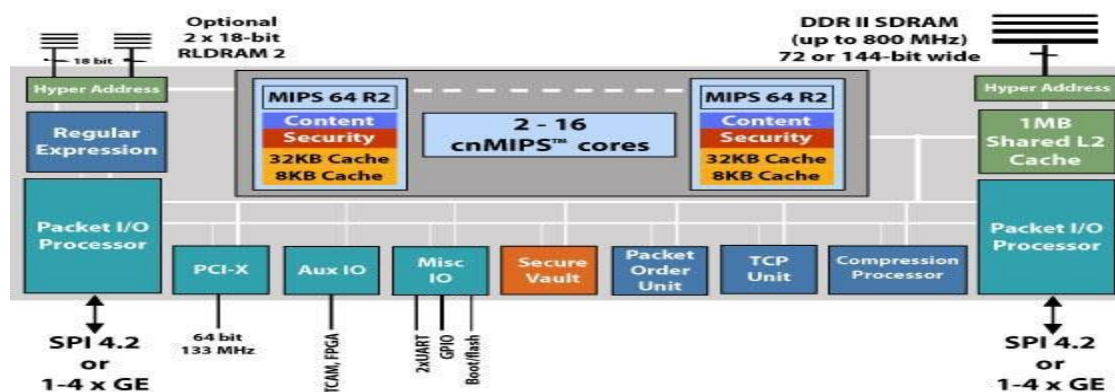 Optional
2 x 18-bit
RLDRAM 2
18 bit
DDR II SDRAM
(up to 800 MHz)
72 or 144-bit wide
Hyper Address
Regular
Expression
Packet I/O
Processor
MIPS 64 R2
Content
Security
32KB Cache
8KB Cache
2 - 16
cnMIPS™ cores
MIPS 64 R2
Content
Security
32KB Cache
8KB Cache
Hyper Address
1MB
Shared L2
Cache
Packet I/O
Processor
PCI-X
Aux IO
Misc
IO
Secure
Vault
Packet
Order
Unit
TCP
Unit
Compression
Processor
SPI 4.2
or
1-4 x GE
64 bit
133 MHz
TCAM, FPGA
2xUART
GPIO
Boot/flash
SPI 4.2
or
1-4 x GE